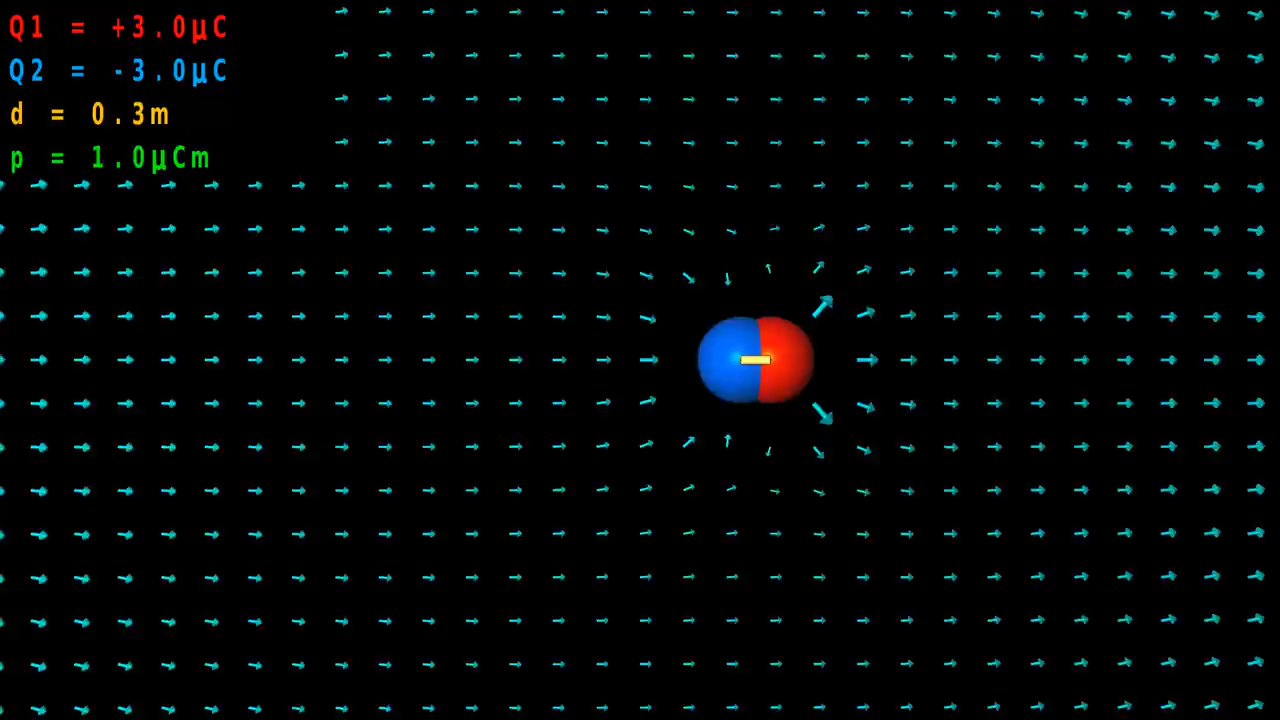 Q1 = +3.0µC
Q2 = -3.0µC
d = 0.3m
p = 1.0µCm